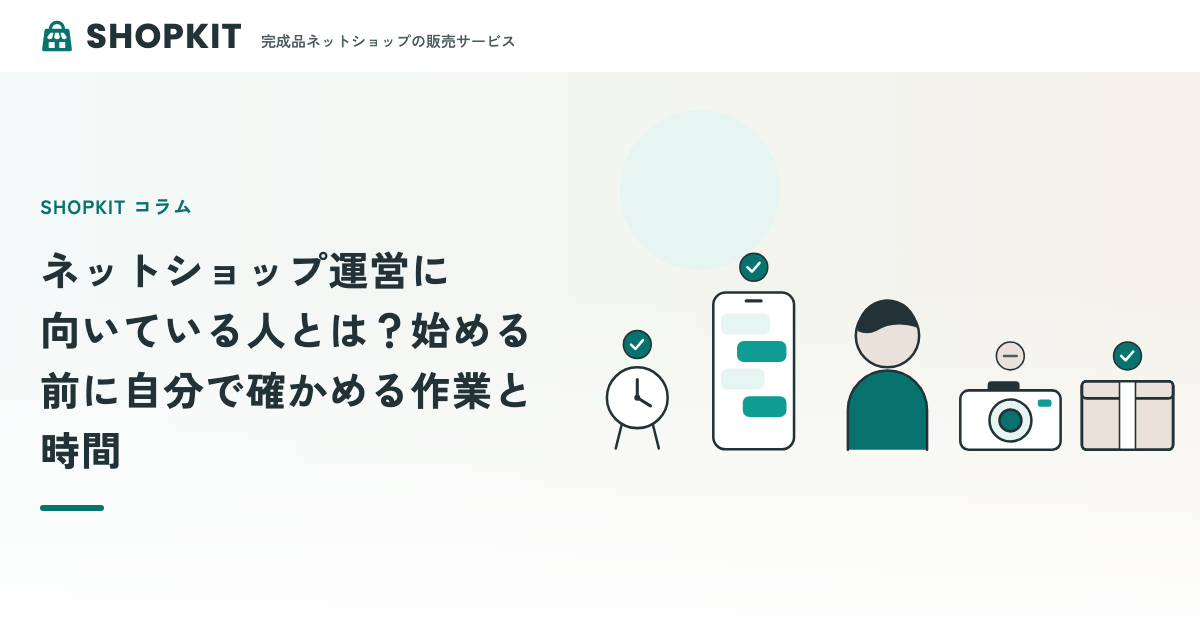 SHOPKIT 完成品ネットショップの販売サービス
SHOPKIT コラム
ネットショップ運営に
向いている人とは？始める
前に自分で確かめる作業と
時間